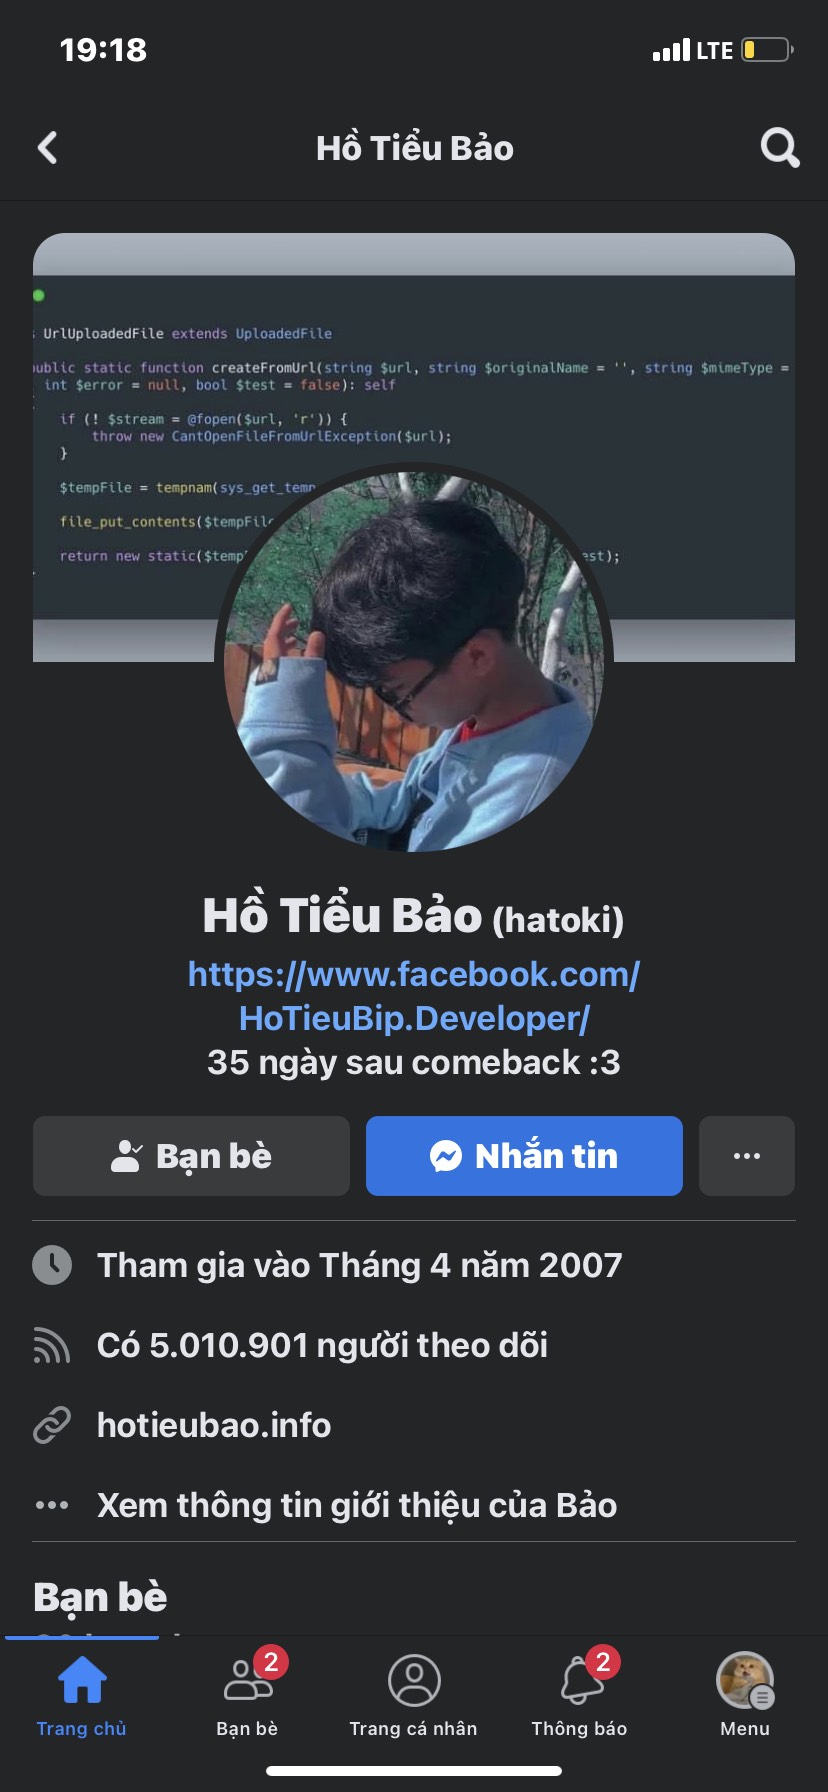 19:18
LTE
Hồ Tiểu Bảo
UrlUploadedFile extends UploadedFile
public static function createFromUrl(string $url, string $originalName = '', string $mimeType =
int $error = null, bool $test = false): self
if (! $stream = @fopen($url, 'r')) {
throw new CantOpenFileFromUrlException($url);
}
$tempFile = tempnam(sys_get_temp
file_put_contents($tempFile
return new static($temp
est);
Hồ Tiểu Bảo (hatoki)
https://www.facebook.com/
HoTieuBip.Developer/
35 ngày sau comeback :3
Bạn bè
Nhắn tin
Tham gia vào Tháng 4 năm 2007
Có 5.010.901 người theo dõi
hotieubao.info
Xem thông tin giới thiệu của Bảo
Bạn bè
2
2
Trang chủ
Bạn bè
Trang cá nhân
Thông báo
Menu